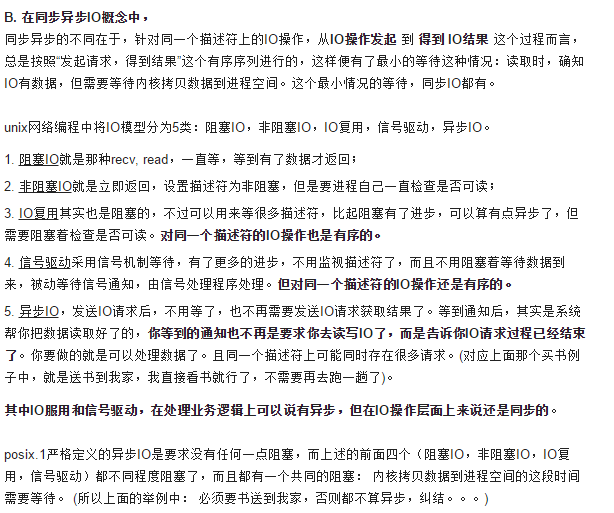 B. 在同步异步IO概念中，
同步异步的不同在于，针对同一个描述符上的IO操作，从IO操作发起 到 得到 IO结果 这个过程而言，
总是按照“发起请求，得到结果”这个有序序列进行的，这样便有了最小的等待这种情况：读取时，确知
IO有数据，但需要等待内核拷贝数据到进程空间。这个最小情况的等待，同步IO都有。
unix网络编程中将IO模型分为5类：阻塞IO，非阻塞IO，IO复用，信号驱动，异步IO。
1. 阻塞IO就是那种recv, read，一直等，等到有了数据才返回；
2. 非阻塞IO就是立即返回，设置描述符为非阻塞，但是要进程自己一直检查是否可读；
3. IO复用其实也是阻塞的，不过可以用来等很多描述符，比起阻塞有了进步，可以算有点异步了，但
需要阻塞着检查是否可读。对同一个描述符的IO操作也是有序的。
4. 信号驱动采用信号机制等待，有了更多的进步，不用监视描述符了，而且不用阻塞着等待数据到
来，被动等待信号通知，由信号处理程序处理。但对同一个描述符的IO操作还是有序的。
5. 异步IO，发送IO请求后，不用等了，也不再需要发送IO请求获取结果了。等到通知后，其实是系统
帮你把数据读取好了的，你等到的通知也不再是要求你去读写IO了，而是告诉你IO请求过程已经结束
了。你要做的就是可以处理数据了。且同一个描述符上可能同时存在很多请求。(对应上面那个买书例
子中，就是送书到我家，我直接看书就行了，不需要再去跑一趟了)。
其中IO服用和信号驱动，在处理业务逻辑上可以说有异步，但在IO操作层面上来说还是同步的。
posix.1严格定义的异步IO是要求没有任何一点阻塞，而上述的前面四个（阻塞IO，非阻塞IO，IO复
用，信号驱动）都不同程度阻塞了，而且都有一个共同的阻塞： 内核拷贝数据到进程空间的这段时间
需要等待。 (所以上面的举例中： 必须要书送到我家，否则都不算异步，纠结。。。)